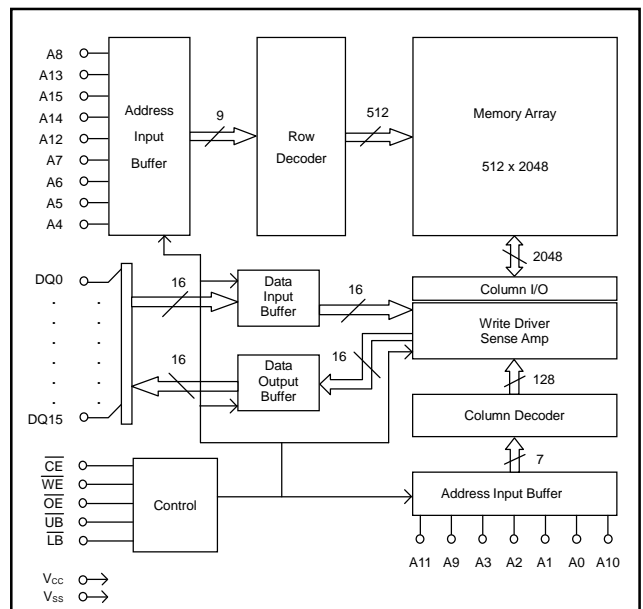 A8
A13
A15
A14
A12
A7
A6
A5
A4
Address
Input
Buffer
9
Row
Decoder
512
Memory Array
512 x 2048
2048
DQ0
DQ15
16
Data
Input
Buffer
16
Column I/O
Write Driver
Sense Amp
16
Data
Output
Buffer
16
128
Column Decoder
7
Address Input Buffer
CE
WE
OE
UB
LB
Control
A11 A9 A3 A2 A1 A0 A10
VCC
VSS